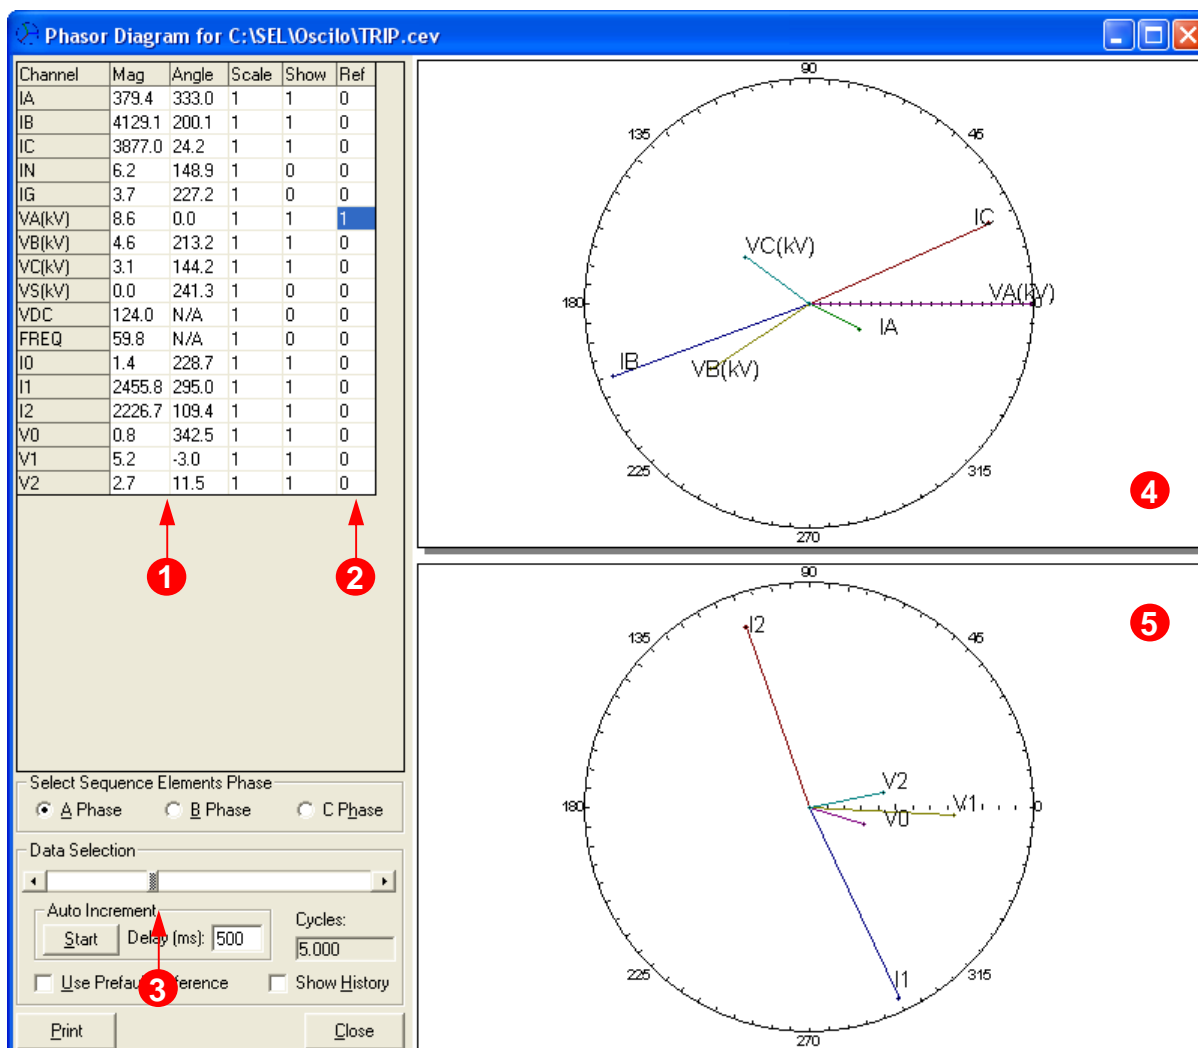 Phasor Diagram for C:\SEL\Oscilo\TRIP.cev
Channel Mag Angle Scale Show Ref
IA 379.4 333.0 1 1 0
IB 4129.1 200.1 1 1 0
IC 3877.0 24.2 1 1 0
IN 6.2 148.9 1 0 0
IG 3.7 227.2 1 0 0
VA(kV) 8.6 0.0 1 1 1
VB(kV) 4.6 213.2 1 1 0
VC(kV) 3.1 144.2 1 1 0
VS(kV) 0.0 241.3 1 0 0
VDC 124.0 N/A 1 0 0
FREQ 59.8 N/A 1 0 0
I0 1.4 228.7 1 1 0
I1 2455.8 295.0 1 1 0
I2 2226.7 109.4 1 1 0
V0 0.8 342.5 1 1 0
V1 5.2 -3.0 1 1 0
V2 2.7 11.5 1 1 0
1
2
Select Sequence Elements Phase
A Phase B Phase C Phase
Data Selection
Auto Increment
Start Delay (ms): 500
Cycles:
5.000
3
Use Prefault Reference Show History
Print Close
90
135 45
IC
VC(kV)
180 VA(kV) 0
IA
IB VB(kV)
225 315
270
4
90
5
I2
135 45
V2
180 V1 0
V0
225 315
I1
270